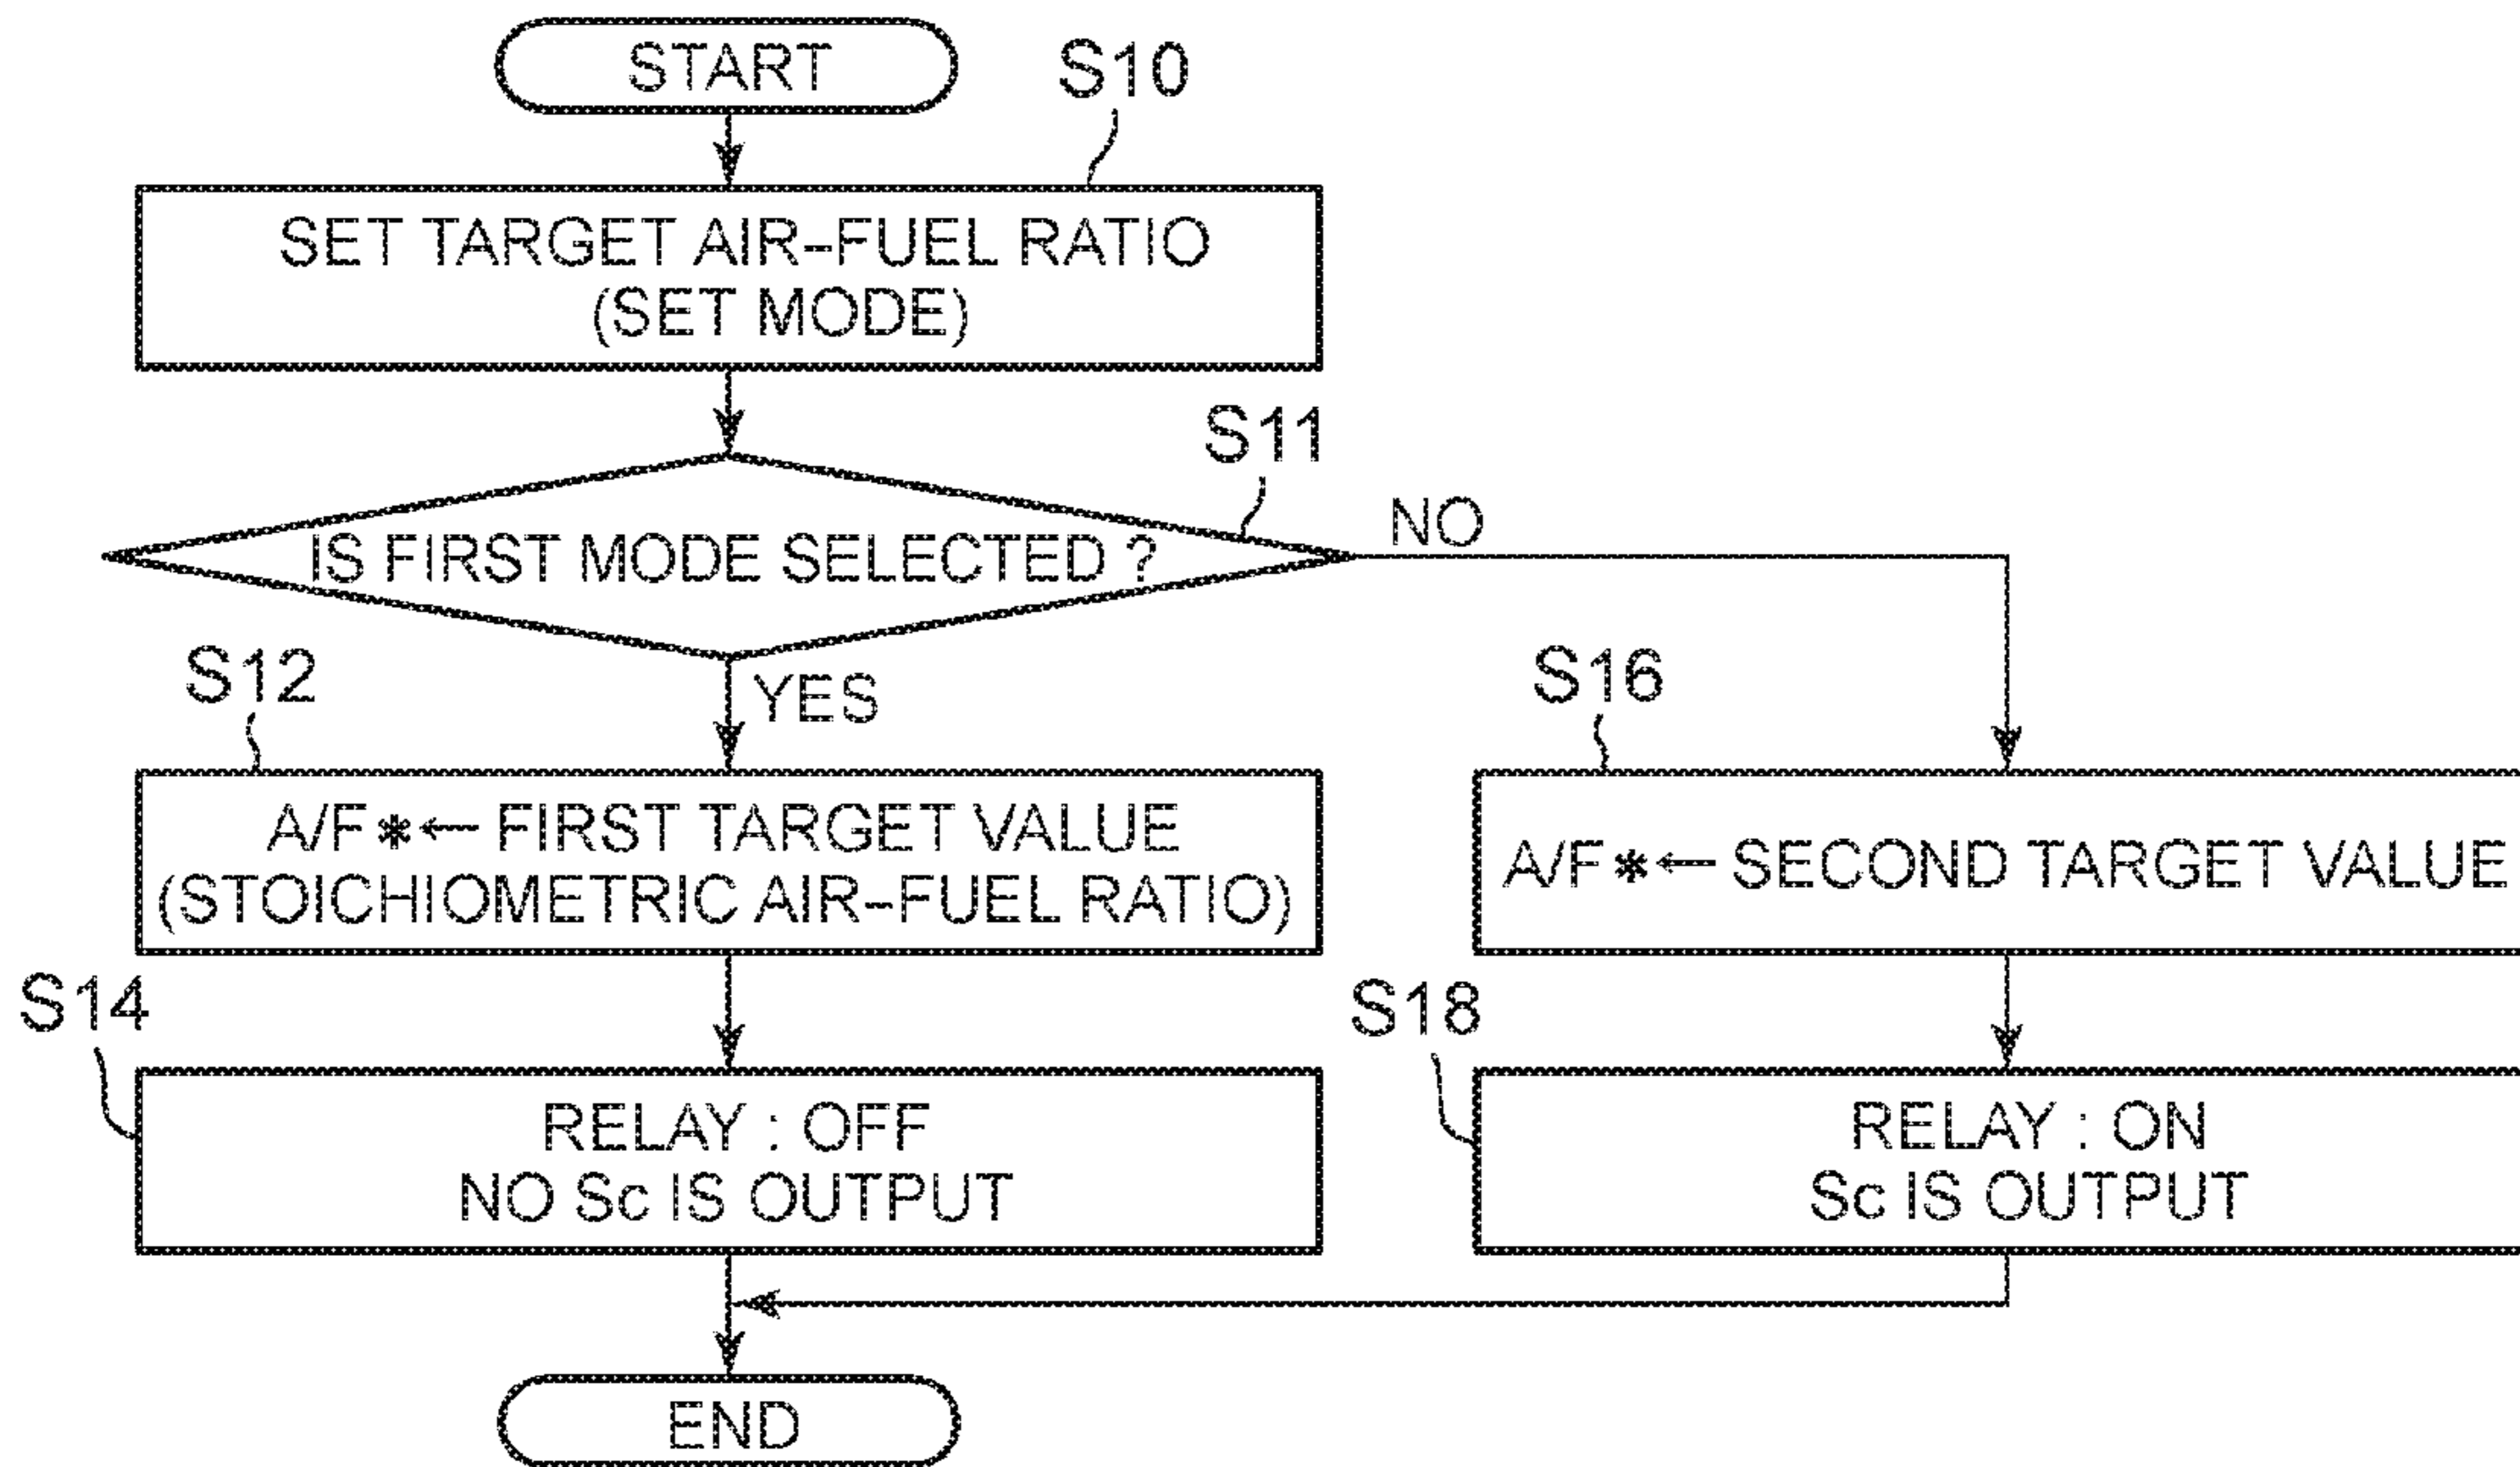 START
S10
SET TARGET AIR-FUEL RATIO
(SET MODE)
S11
IS FIRST MODE SELECTED ?
NO
YES
S12
A/F *← FIRST TARGET VALUE
(STOICHIOMETRIC AIR-FUEL RATIO)
S16
A/F *← SECOND TARGET VALUE
S14
RELAY : OFF
NO Sc IS OUTPUT
S18
RELAY : ON
Sc IS OUTPUT
END